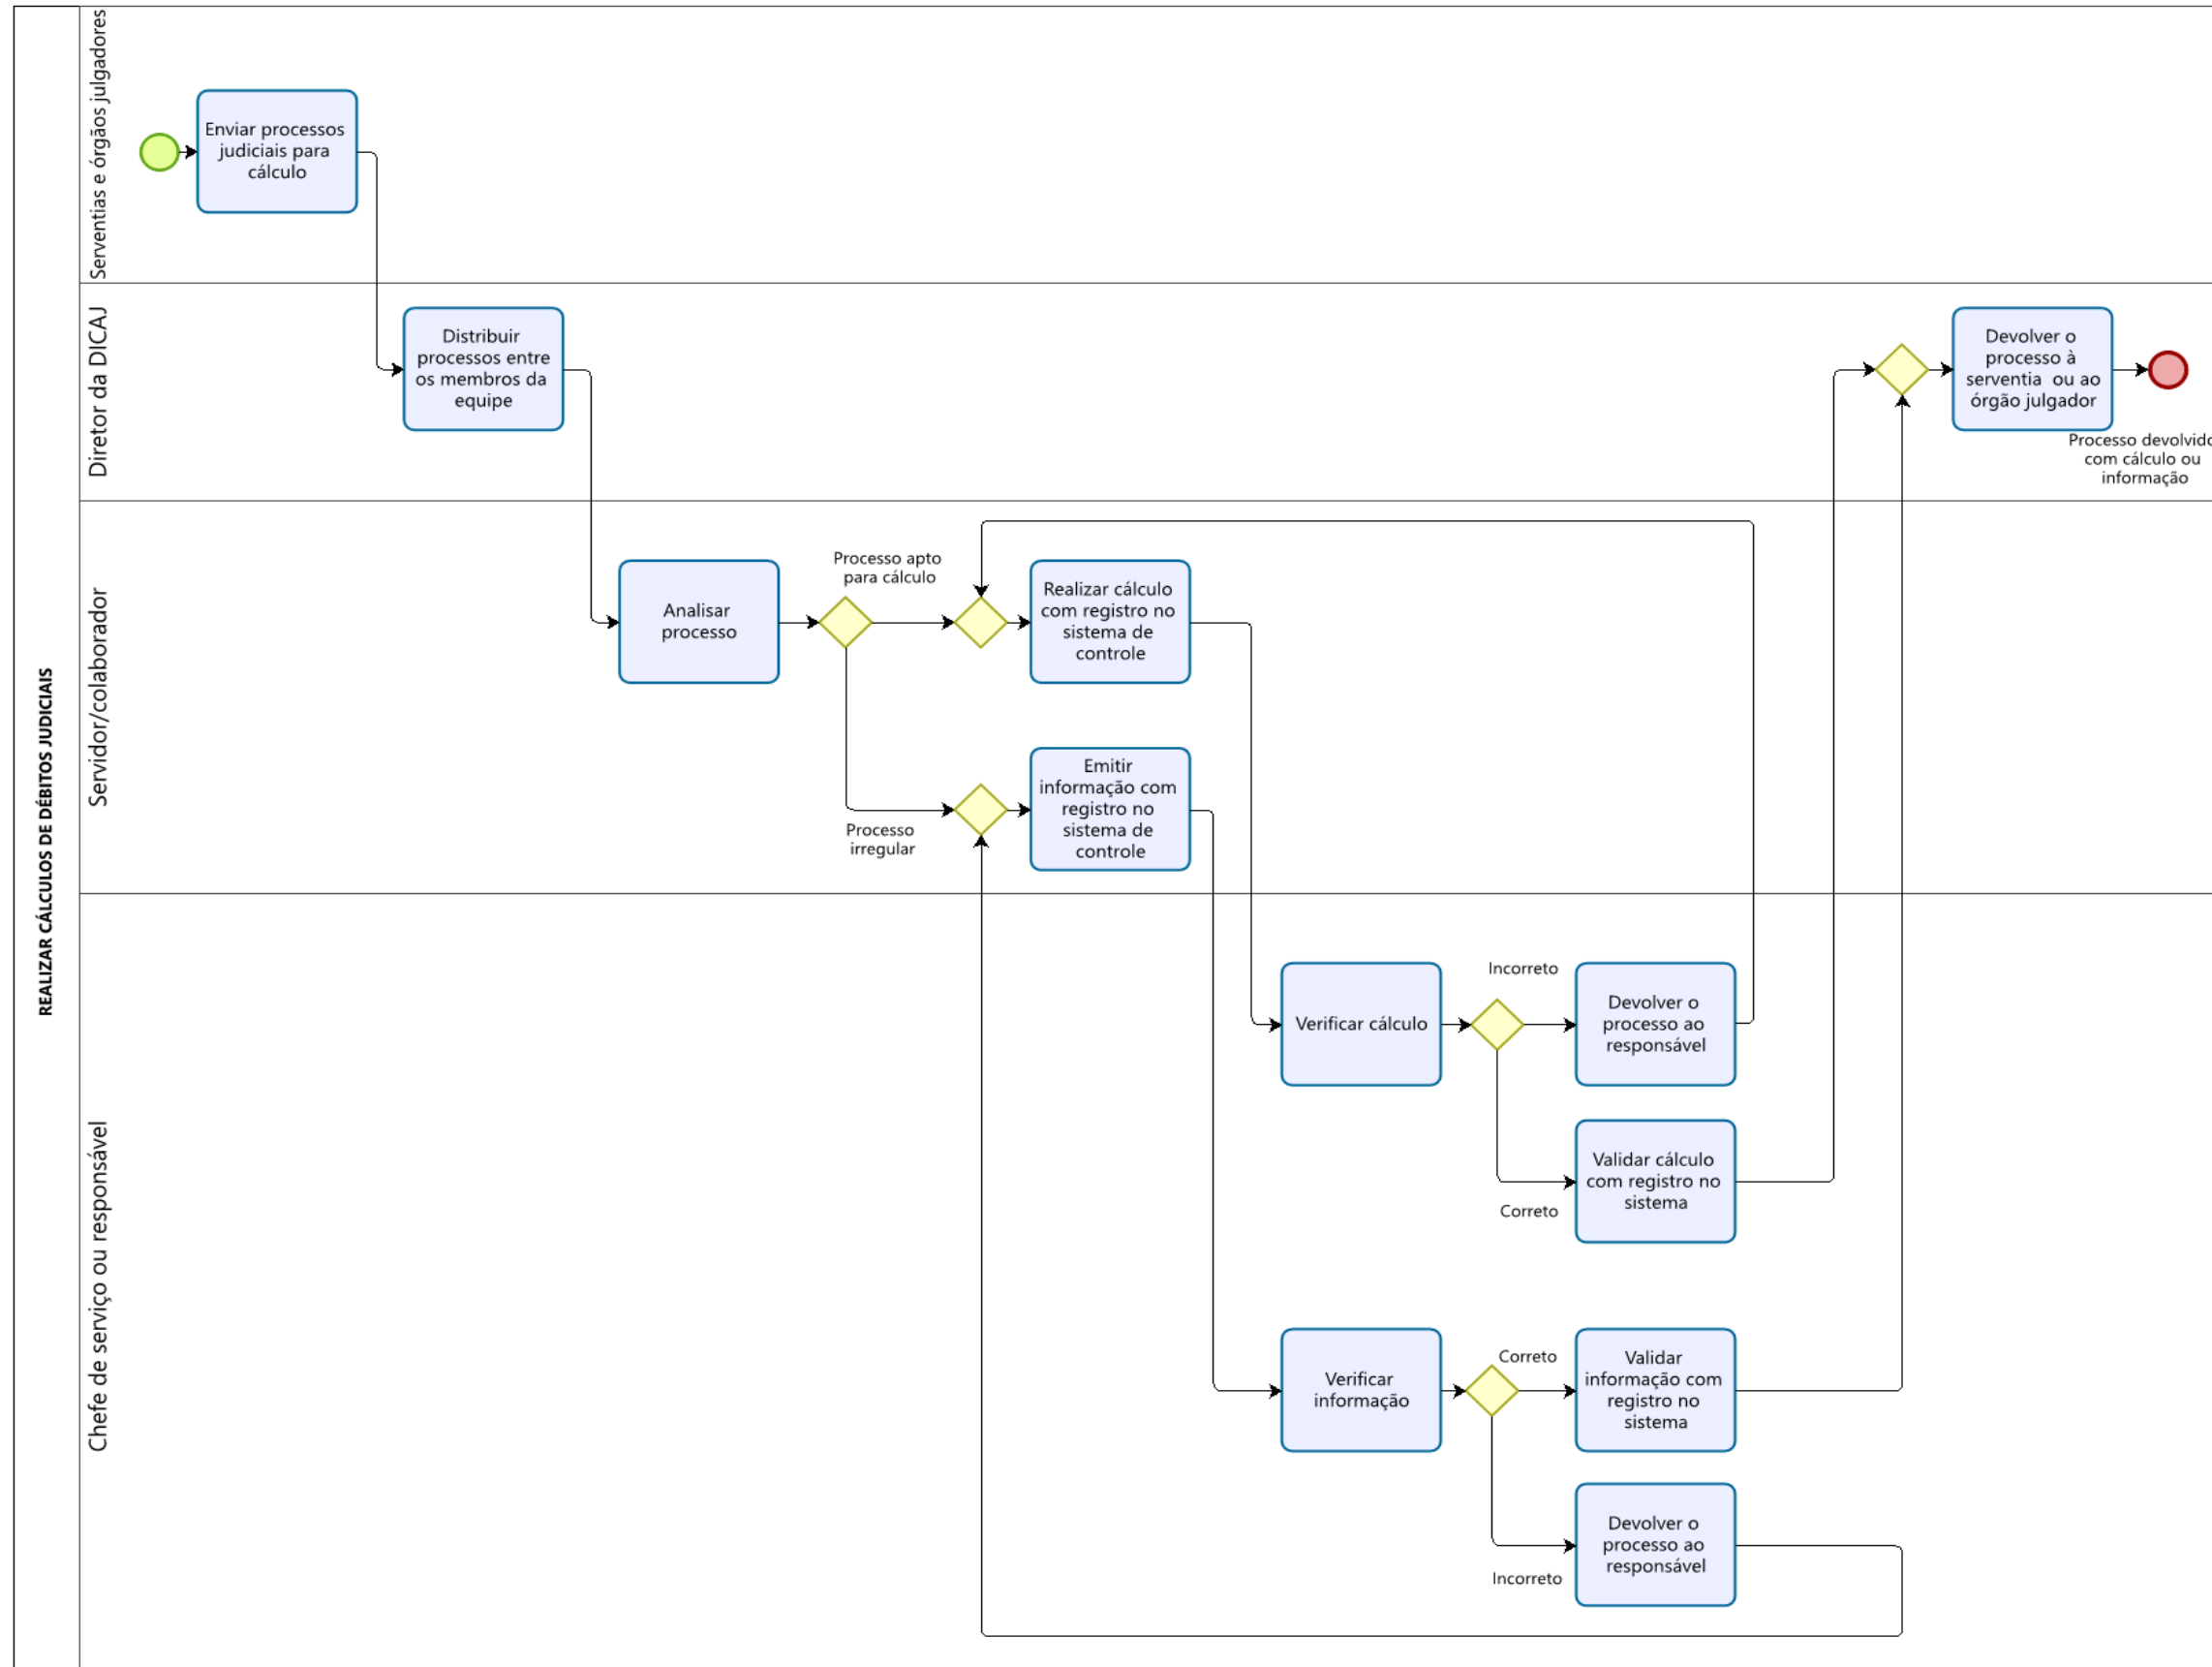 REALIZAR CÁLCULOS DE DÉBITOS JUDICIAIS
Serventias e órgãos julgadores
Enviar processos
judiciais para
cálculo
Diretor da DICAJ
Distribuir
processos entre
os membros da
equipe
Devolver o
processo à
serventia ou ao
órgão julgador
Processo devolvido
com cálculo ou
informação
Servidor/colaborador
Analisar
processo
Processo apto
para cálculo
Realizar cálculo
com registro no
sistema de
controle
Processo
irregular
Emitir
informação com
registro no
sistema de
controle
Chefe de serviço ou responsável
Verificar cálculo
Incorreto
Devolver o
processo ao
responsável
Correto
Validar cálculo
com registro no
sistema
Verificar
informação
Correto
Validar
informação com
registro no
sistema
Incorreto
Devolver o
processo ao
responsável